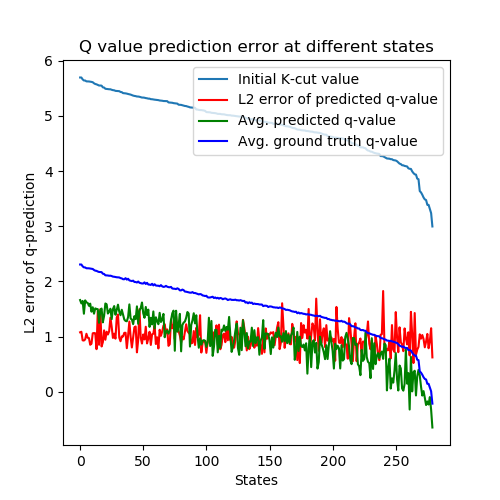 Q value prediction error at different states
Initial K-cut value
L2 error of predicted q-value
Avg. predicted q-value
Avg. ground truth q-value
L2 error of q-prediction
6
5
4
3
2
1
0
0 50 100 150 200 250
States